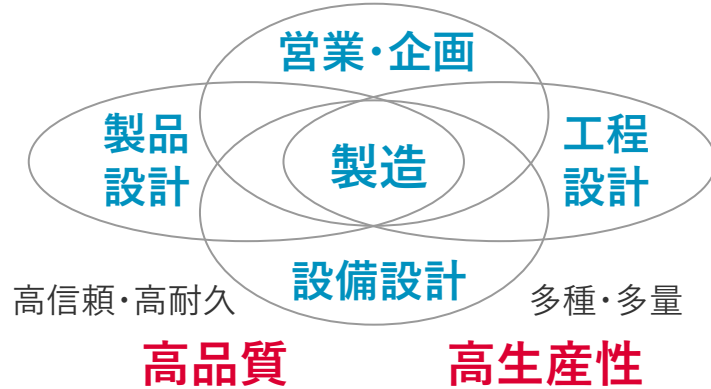 営業・企画
製品
設計
製造
工程
設計
設備設計
高信頼・高耐久
多種・多量
高品質
高生産性